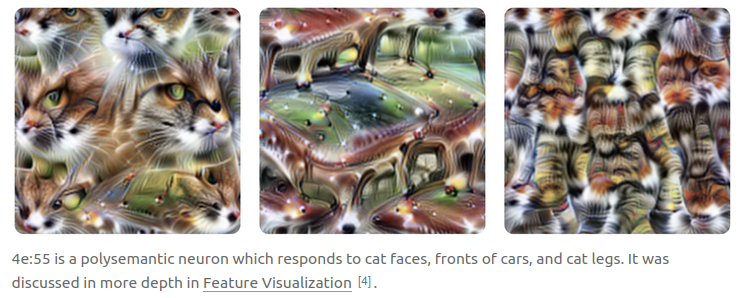 4e:55 is a polysemantic neuron which responds to cat faces, fronts of cars, and cat legs. It was
discussed in more depth in Feature Visualization [4].